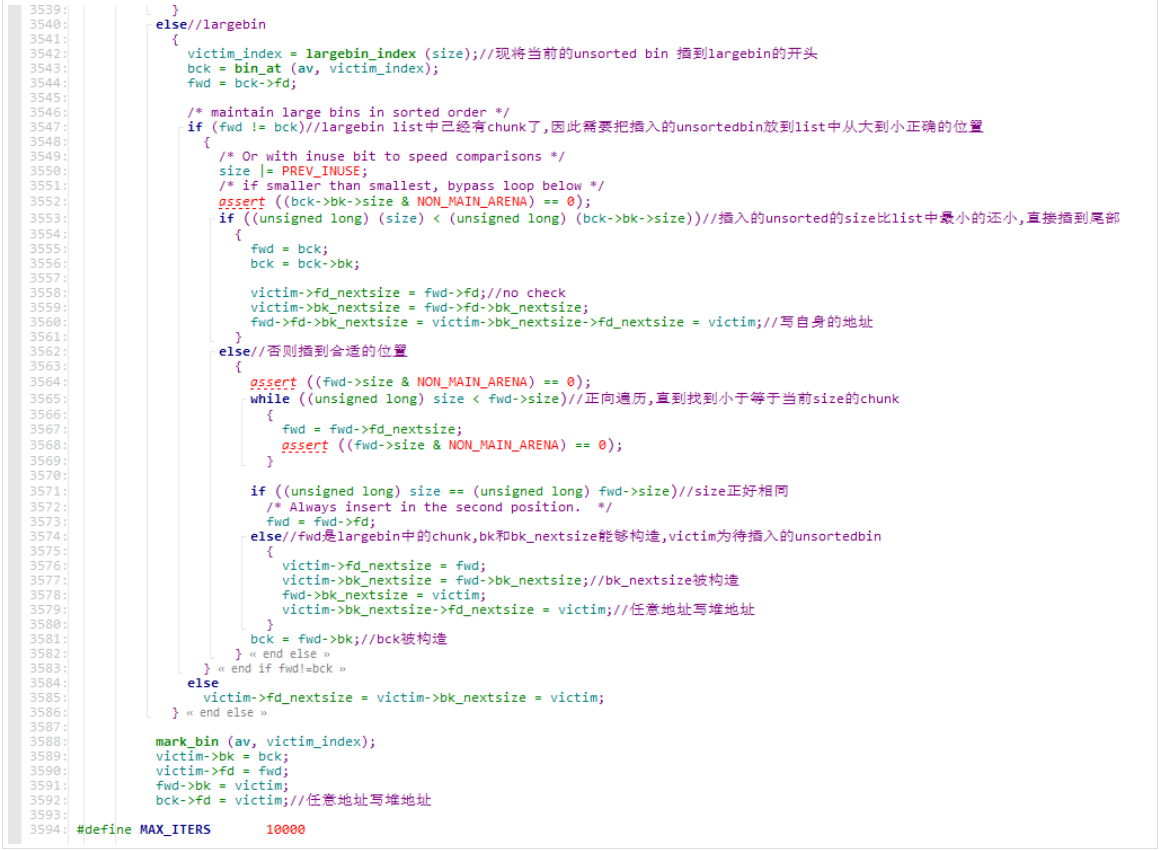 3539: }
3540: else//largebin
3541: {
3542: victim_index = largebin_index (size);//现将当前的unsorted bin 插到largebin的开头
3543: bck = bin_at (av, victim_index);
3544: fwd = bck->fd;
3545:
3546: /* maintain large bins in sorted order */
3547: if (fwd != bck)//largebin list中已经有chunk了,因此需要把插入的unsortedbin放到list中从大到小正确的位置
3548: {
3549: /* Or with inuse bit to speed comparisons */
3550: size |= PREV_INUSE;
3551: /* if smaller than smallest, bypass loop below */
3552: assert ((bck->bk->size & NON_MAIN_ARENA) == 0);
3553: if ((unsigned long) (size) < (unsigned long) (bck->bk->size))//插入的unsorted的size比list中最小的还小,直接插到尾部
3554: {
3555: fwd = bck;
3556: bck = bck->bk;
3557:
3558: victim->fd_nextsize = fwd->fd;//no check
3559: victim->bk_nextsize = fwd->fd->bk_nextsize;
3560: fwd->fd->bk_nextsize = victim->bk_nextsize->fd_nextsize = victim;//写自身的地址
3561: }
3562: else//否则插到合适的位置
3563: {
3564: assert ((fwd->size & NON_MAIN_ARENA) == 0);
3565: while ((unsigned long) size < fwd->size)//正向遍历,直到找到小于等于当前size的chunk
3566: {
3567: fwd = fwd->fd_nextsize;
3568: assert ((fwd->size & NON_MAIN_ARENA) == 0);
3569: }
3570:
3571: if ((unsigned long) size == (unsigned long) fwd->size)//size正好相同
3572: /* Always insert in the second position.  */
3573: fwd = fwd->fd;
3574: else//fwd是largebin中的chunk,bk和bk_nextsize能够构造,victim为待插入的unsortedbin
3575: {
3576: victim->fd_nextsize = fwd;
3577: victim->bk_nextsize = fwd->bk_nextsize;//bk_nextsize被构造
3578: fwd->bk_nextsize = victim;
3579: victim->bk_nextsize->fd_nextsize = victim;//任意地址写堆地址
3580: }
3581: bck = fwd->bk;//bck被构造
3582: } « end else »
3583: } « end if fwd!=bck »
3584: else
3585: victim->fd_nextsize = victim->bk_nextsize = victim;
3586: } « end else »
3587:
3588: mark_bin (av, victim_index);
3589: victim->bk = bck;
3590: victim->fd = fwd;
3591: fwd->bk = victim;
3592: bck->fd = victim;//任意地址写堆地址
3593:
3594: #define MAX_ITERS 10000